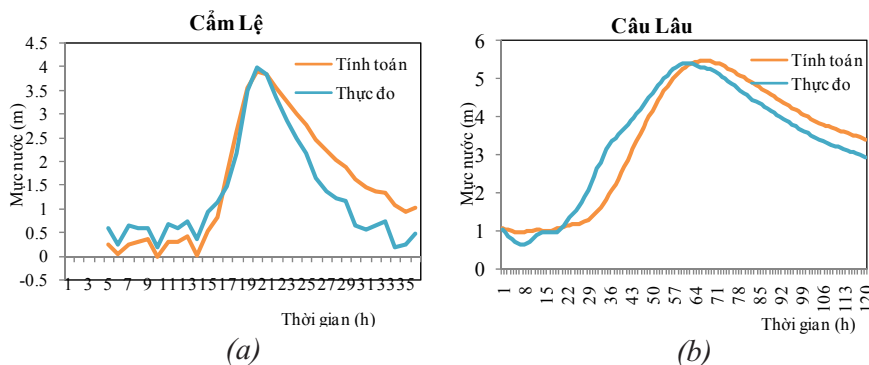 Cẩm Lệ
4.5
4
3.5
3
2.5
2
1.5
1
0.5
0
-0.5
Mực nước (m)
Tính toán
Thực đo
1 3 5 7 9 11 13 15 17 19 21 23 25 27 29 31 33 35
Thời gian (h)
(a)
Câu Lâu
6
5
4
3
2
1
0
Mực nước (m)
Tính toán
Thực đo
1 8 15 22 29 36 43 50 57 64 71 78 85 92 99 106 113 120
Thời gian (h)
(b)